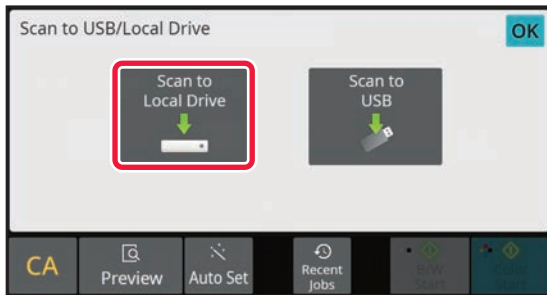 Scan to USB/Local Drive
OK
Scan to
Local Drive
Scan to
USB
CA
Preview
Auto Set
Recent
Jobs
B/W
Start
Color
Start